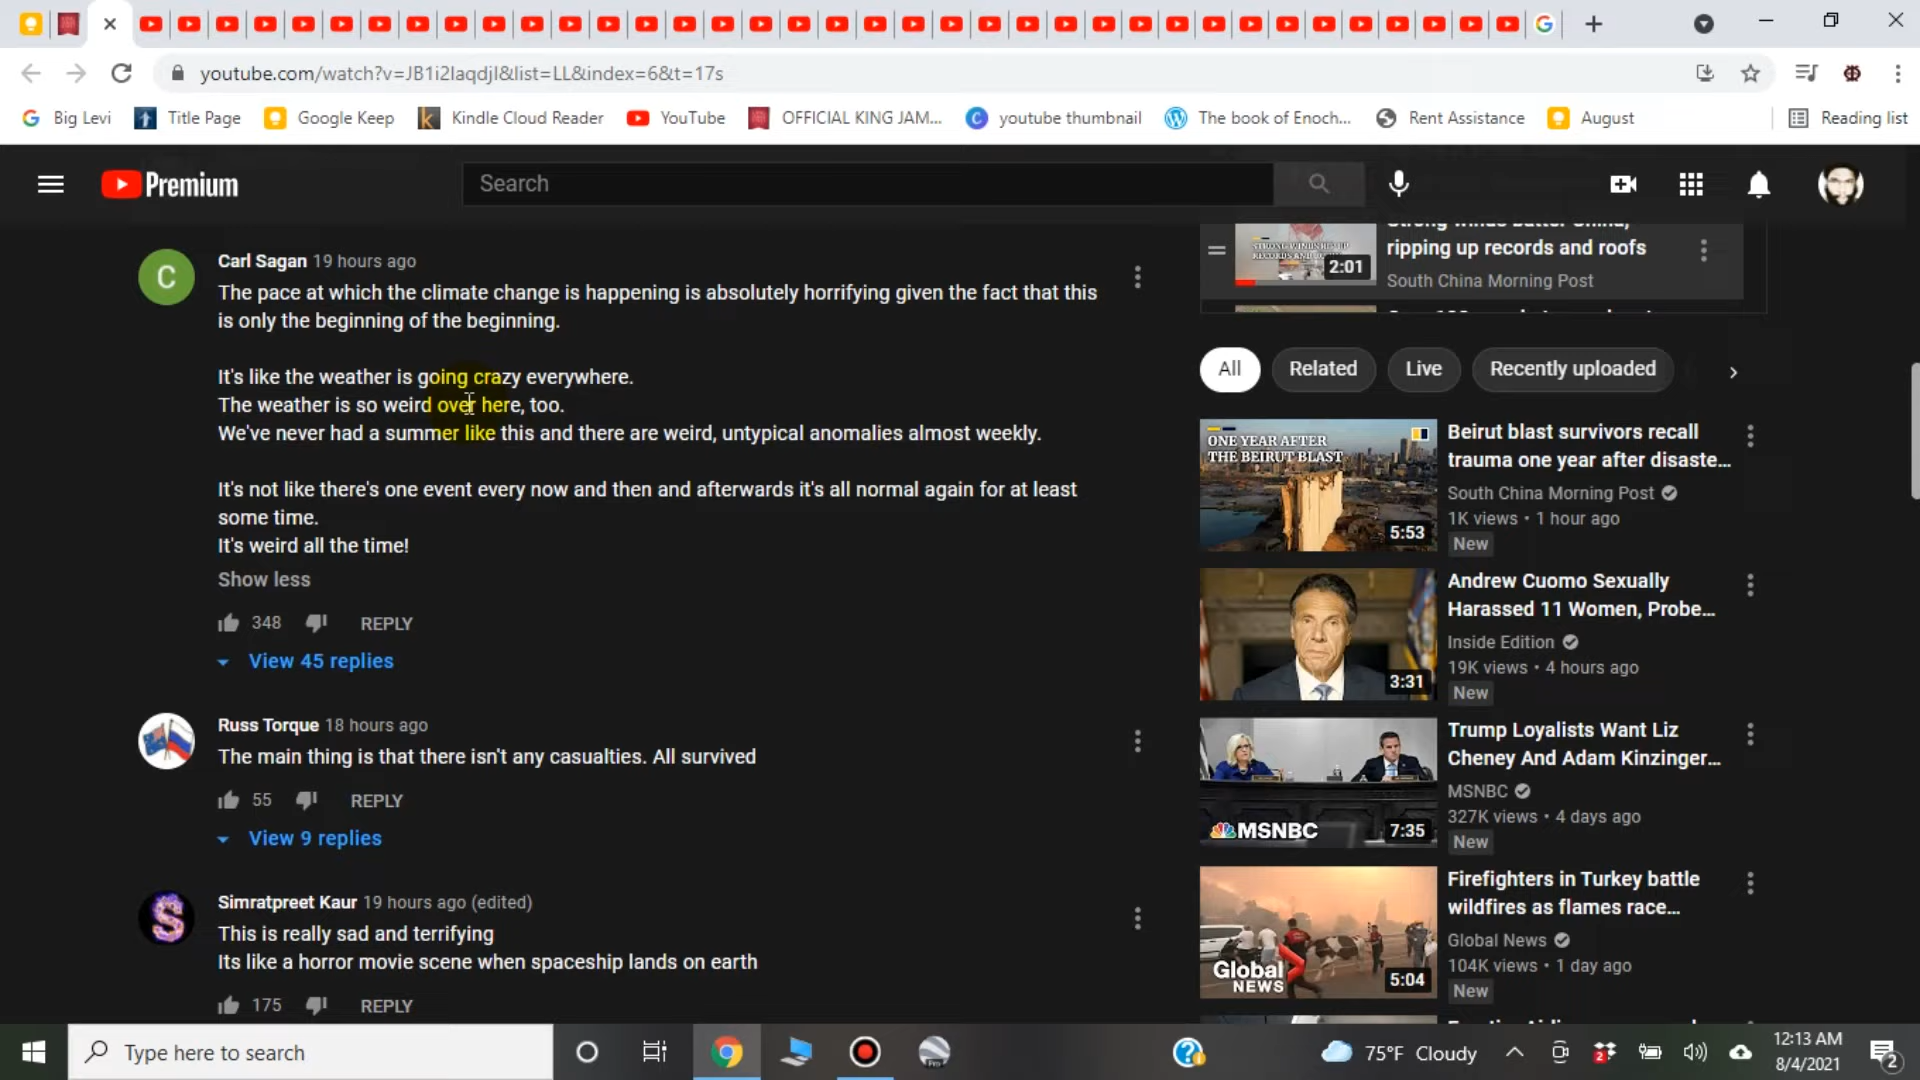 youtube.com/watch?v=JB1i2laqdjI&list=LL&index=6&t=17s
Big Levi
Title Page
Google Keep
Kindle Cloud Reader
YouTube
OFFICIAL KING JAM...
youtube thumbnail
The book of Enoch...
Rent Assistance
August
Reading list
Premium
Search
Carl Sagan 19 hours ago
The pace at which the climate change is happening is absolutely horrifying given the fact that this
is only the beginning of the beginning.
It's like the weather is going crazy everywhere.
The weather is so weird over here, too.
We've never had a summer like this and there are weird, untypical anomalies almost weekly.
It's not like there's one event every now and then and afterwards it's all normal again for at least
some time.
It's weird all the time!
Show less
348
REPLY
View 45 replies
Russ Torque 18 hours ago
The main thing is that there isn't any casualties. All survived
55
REPLY
View 9 replies
Simratpreet Kaur 19 hours ago (edited)
This is really sad and terrifying
Its like a horror movie scene when spaceship lands on earth
175
REPLY
ripping up records and roofs
South China Morning Post
2:01
All
Related
Live
Recently uploaded
ONE YEAR AFTER
THE BEIRUT BLAST
5:53
Beirut blast survivors recall
trauma one year after disaste...
South China Morning Post
1K views • 1 hour ago
New
3:31
Andrew Cuomo Sexually
Harassed 11 Women, Probe...
Inside Edition
19K views • 4 hours ago
New
MSNBC
7:35
Trump Loyalists Want Liz
Cheney And Adam Kinzinger...
MSNBC
327K views • 4 days ago
New
Global
NEWS
5:04
Firefighters in Turkey battle
wildfires as flames race...
Global News
104K views • 1 day ago
New
Type here to search
75°F Cloudy
12:13 AM
8/4/2021
2